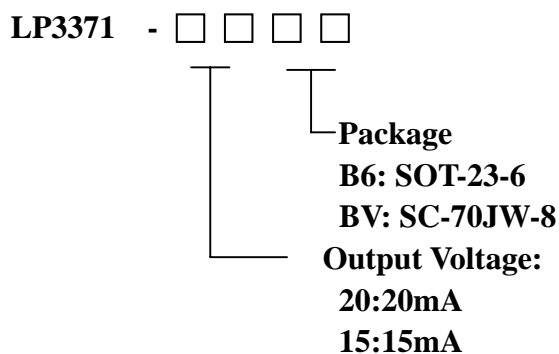 LP3371 - □ □ □ □
Package
B6: SOT-23-6
BV: SC-70JW-8
Output Voltage:
20:20mA
15:15mA